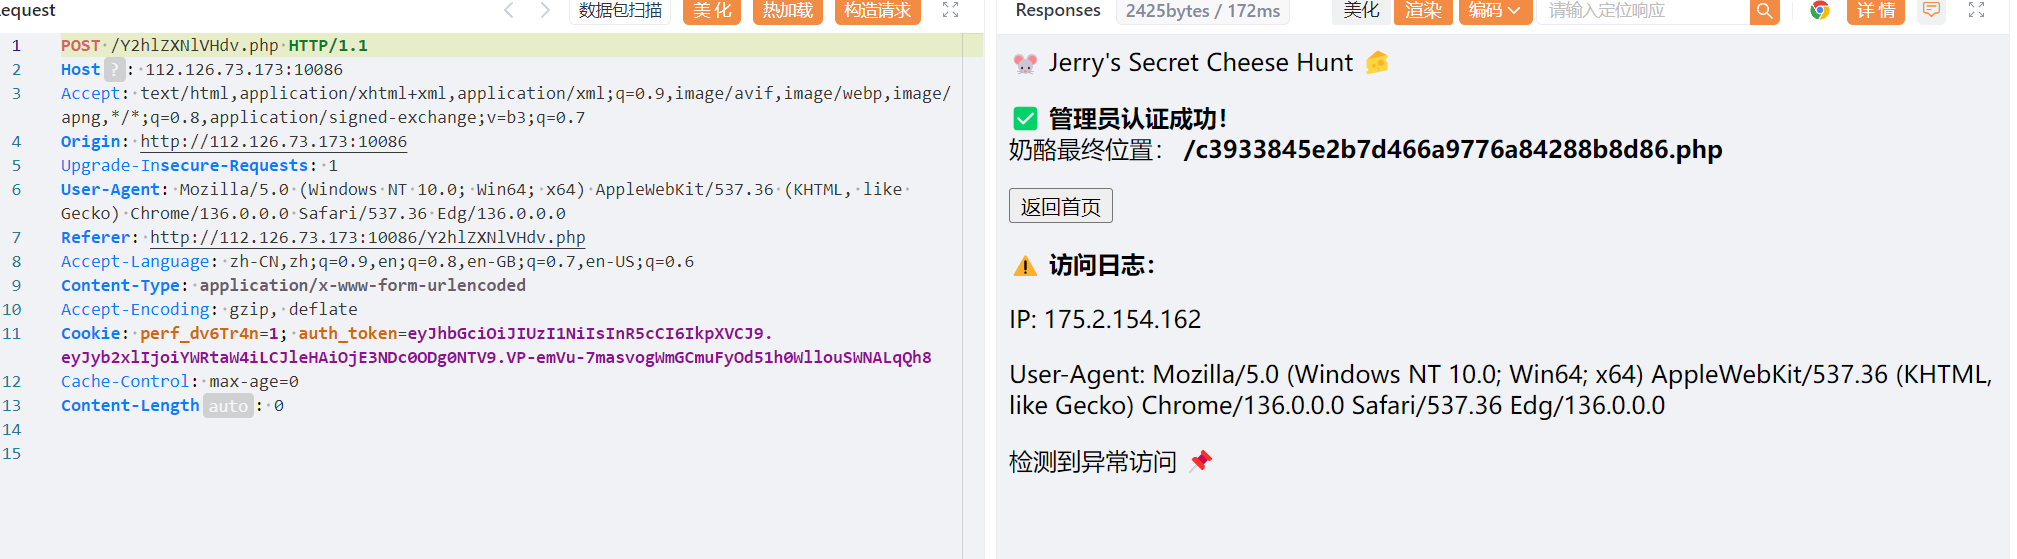 equest
数据包扫描
美 化
热加载
构造请求
1 POST /Y2hlZXNlVHdv.php HTTP/1.1
2 Host ? : 112.126.73.173:10086
3 Accept: text/html,application/xhtml+xml,application/xml;q=0.9,image/avif,image/webp,image/
apng,*/*;q=0.8,application/signed-exchange;v=b3;q=0.7
4 Origin: http://112.126.73.173:10086
5 Upgrade-Insecure-Requests: 1
6 User-Agent: Mozilla/5.0 (Windows NT 10.0; Win64; x64) AppleWebKit/537.36 (KHTML, like
Gecko) Chrome/136.0.0.0 Safari/537.36 Edg/136.0.0.0
7 Referer: http://112.126.73.173:10086/Y2hlZXNlVHdv.php
8 Accept-Language: zh-CN,zh;q=0.9,en;q=0.8,en-GB;q=0.7,en-US;q=0.6
9 Content-Type: application/x-www-form-urlencoded
10 Accept-Encoding: gzip, deflate
11 Cookie: perf_dv6Tr4n=1; auth_token=eyJhbGciOiJIUzI1NiIsInR5cCI6IkpXVCJ9.
eyJyb2xlIjoiYWRtaW4iLCJleHAiOjE3NDc0ODg0NTV9.VP-emVu-7masvogWmGCmuFyOd51h0WllouSWNALqQh8
12 Cache-Control: max-age=0
13 Content-Length auto : 0
14
15
Responses
2425bytes / 172ms
美化
渲染
编码
请输入定位响应
详 情
🐭 Jerry's Secret Cheese Hunt 🧀
✅ 管理员认证成功！
奶酪最终位置： /c3933845e2b7d466a9776a84288b8d86.php
返回首页
⚠️ 访问日志：
IP: 175.2.154.162
User-Agent: Mozilla/5.0 (Windows NT 10.0; Win64; x64) AppleWebKit/537.36 (KHTML,
like Gecko) Chrome/136.0.0.0 Safari/537.36 Edg/136.0.0.0
检测到异常访问 📌